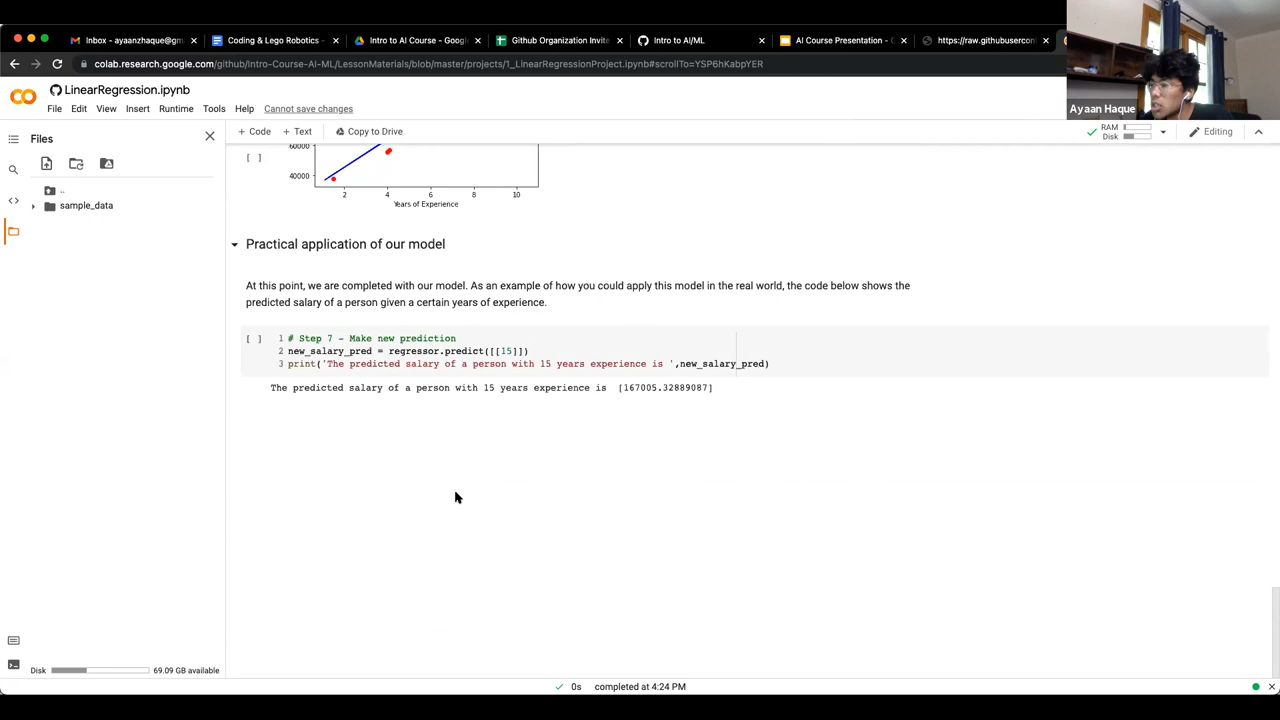 Inbox - ayaanzhaque@gm
Coding & Lego Robotics -
Intro to AI Course - Google
Github Organization Invite
Intro to AI/ML
AI Course Presentation - G
https://raw.githubusercont
colab.research.google.com/github/Intro-Course-AI-ML/LessonMaterials/blob/master/projects/1_LinearRegressionProject.ipynb#scrollTo=YSP6hKabpYER
LinearRegression.ipynb
File Edit View Insert Runtime Tools Help Cannot save changes
Ayaan Haque
Files
+ Code + Text Copy to Drive
RAM
Disk
Editing
..
sample_data
[ ]
60000
40000
2 4 6 8 10
Years of Experience
Practical application of our model
At this point, we are completed with our model. As an example of how you could apply this model in the real world, the code below shows the
predicted salary of a person given a certain years of experience.
[ ]
1 # Step 7 - Make new prediction
2 new_salary_pred = regressor.predict([[15]])
3 print('The predicted salary of a person with 15 years experience is ',new_salary_pred)
The predicted salary of a person with 15 years experience is [167005.32889087]
Disk 69.09 GB available
0s completed at 4:24 PM